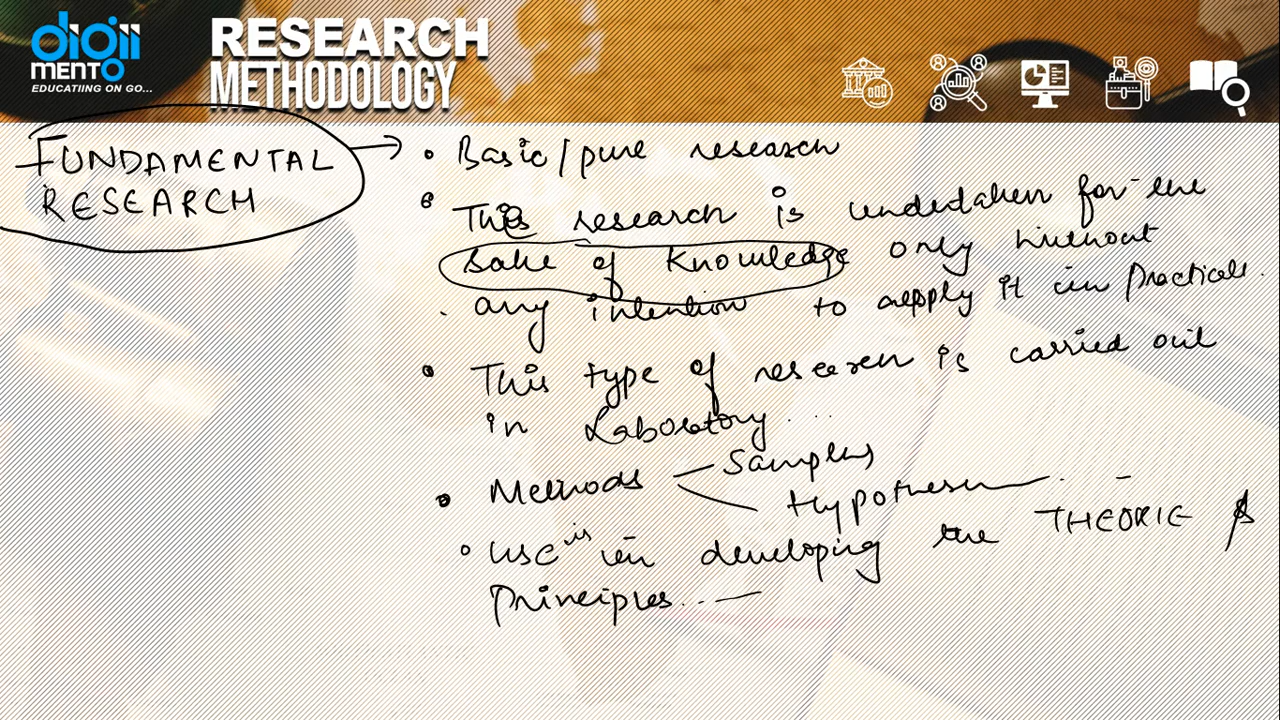 digii
MENTO
EDUCATIING ON GO...
RESEARCH
METHODOLOGY
FUNDAMENTAL
RESEARCH
• Basic/pure research
• This research is undertaken for the
sake of knowledge only without
any intention to apply it in practical.
• This type of research is carried out
in Laboratory...
• Methods - Samples
Hypothesis
• use is in developing the THEORIES
Principles...